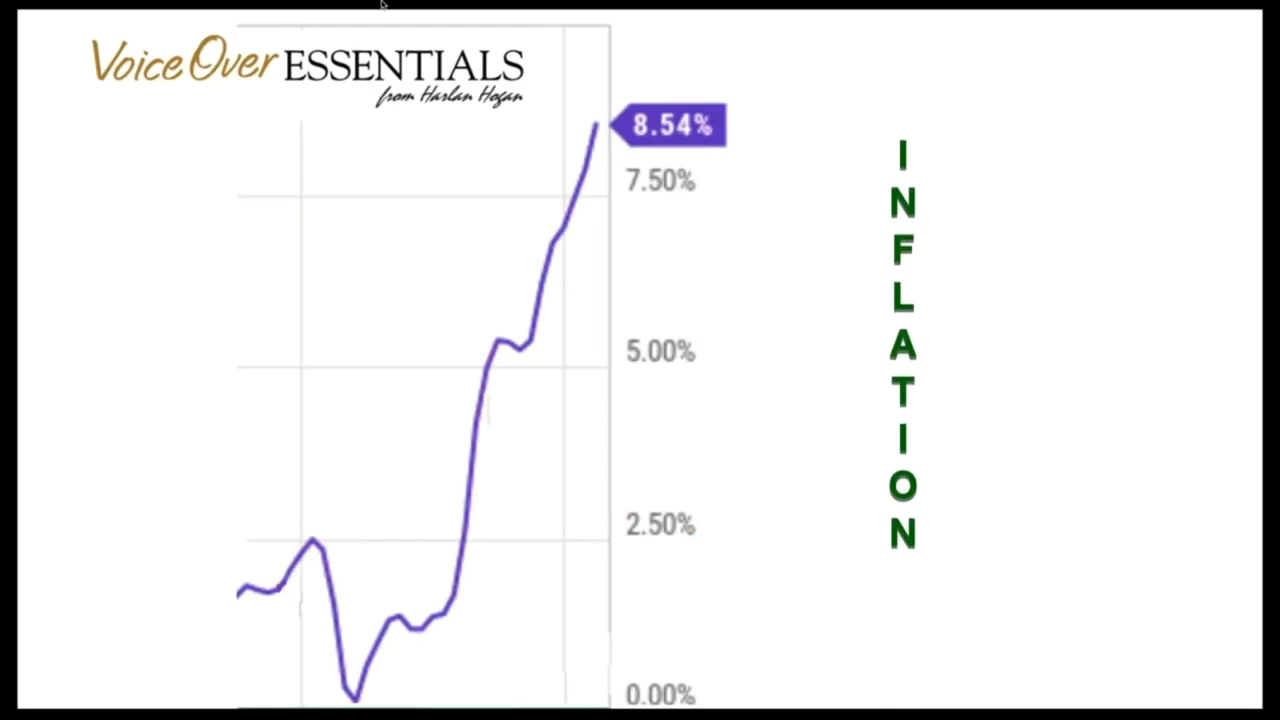 Voice Over ESSENTIALS
from Harlan Hogan
8.54%
7.50%
5.00%
2.50%
0.00%
I
N
F
L
A
T
I
O
N